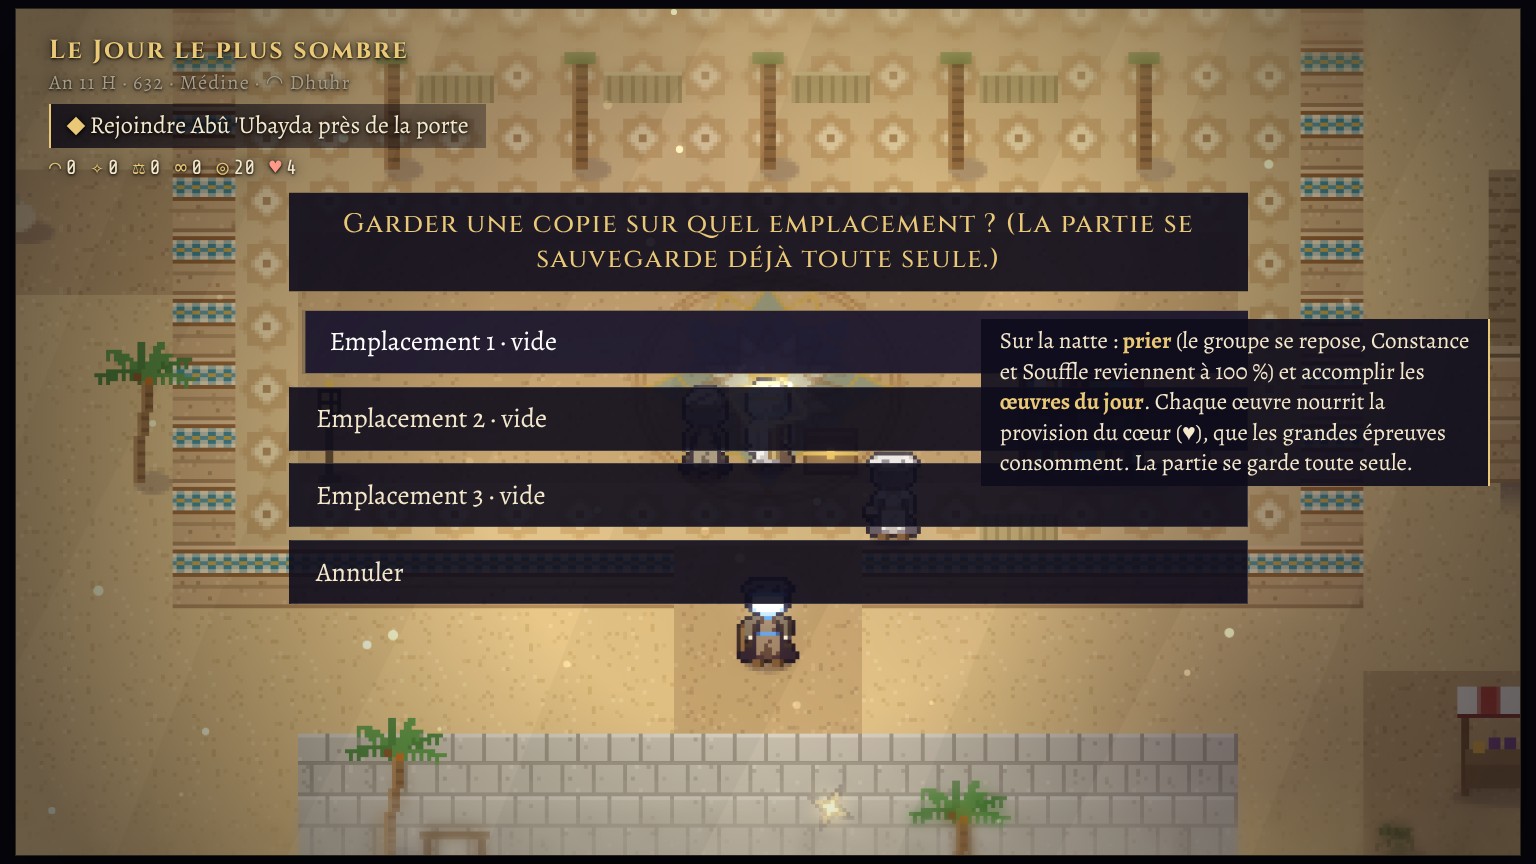 Le Jour le plus sombre
An 11 H · 632 · Médine · ◠ Dhuhr
◆ Rejoindre Abû 'Ubayda près de la porte
◠0 ✧0 ⚖0 ∞0 ◎20 ♥4
Garder une copie sur quel emplacement ? (La partie se
sauvegarde déjà toute seule.)
Emplacement 1 · vide
Emplacement 2 · vide
Emplacement 3 · vide
Annuler
Sur la natte : prier (le groupe se repose, Constance
et Souffle reviennent à 100 %) et accomplir les
œuvres du jour. Chaque œuvre nourrit la
provision du cœur (♥), que les grandes épreuves
consomment. La partie se garde toute seule.